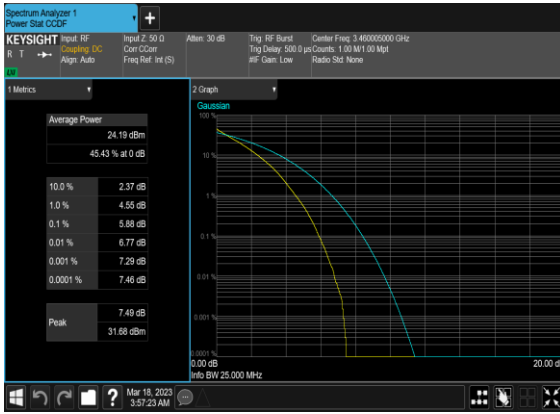 Spectrum Analyzer 1
Power Stat CCDF
+
KEYSIGHT
R T
LXI
Input: RF
Coupling: DC
Align: Auto
Input Z: 50 Ω
Corr CCorr
Freq Ref: Int (S)
Atten: 30 dB
Trig: RF Burst
Trig Delay: 500.0 µs
#IF Gain: Low
Center Freq: 3.460005000 GHz
Counts: 1.00 M/1.00 Mpt
Radio Std: None
1 Metrics
Average Power
24.19 dBm
45.43 % at 0 dB
10.0 % 2.37 dB
1.0 % 4.55 dB
0.1 % 5.88 dB
0.01 % 6.77 dB
0.001 % 7.29 dB
0.0001 % 7.46 dB
Peak
7.49 dB
31.68 dBm
2 Graph
Gaussian
100 %
10 %
1 %
0.1 %
0.01 %
0.001 %
0.0001 %
0.00 dB
20.00 d
Info BW 25.000 MHz
?
Mar 18, 2023
3:57:23 AM